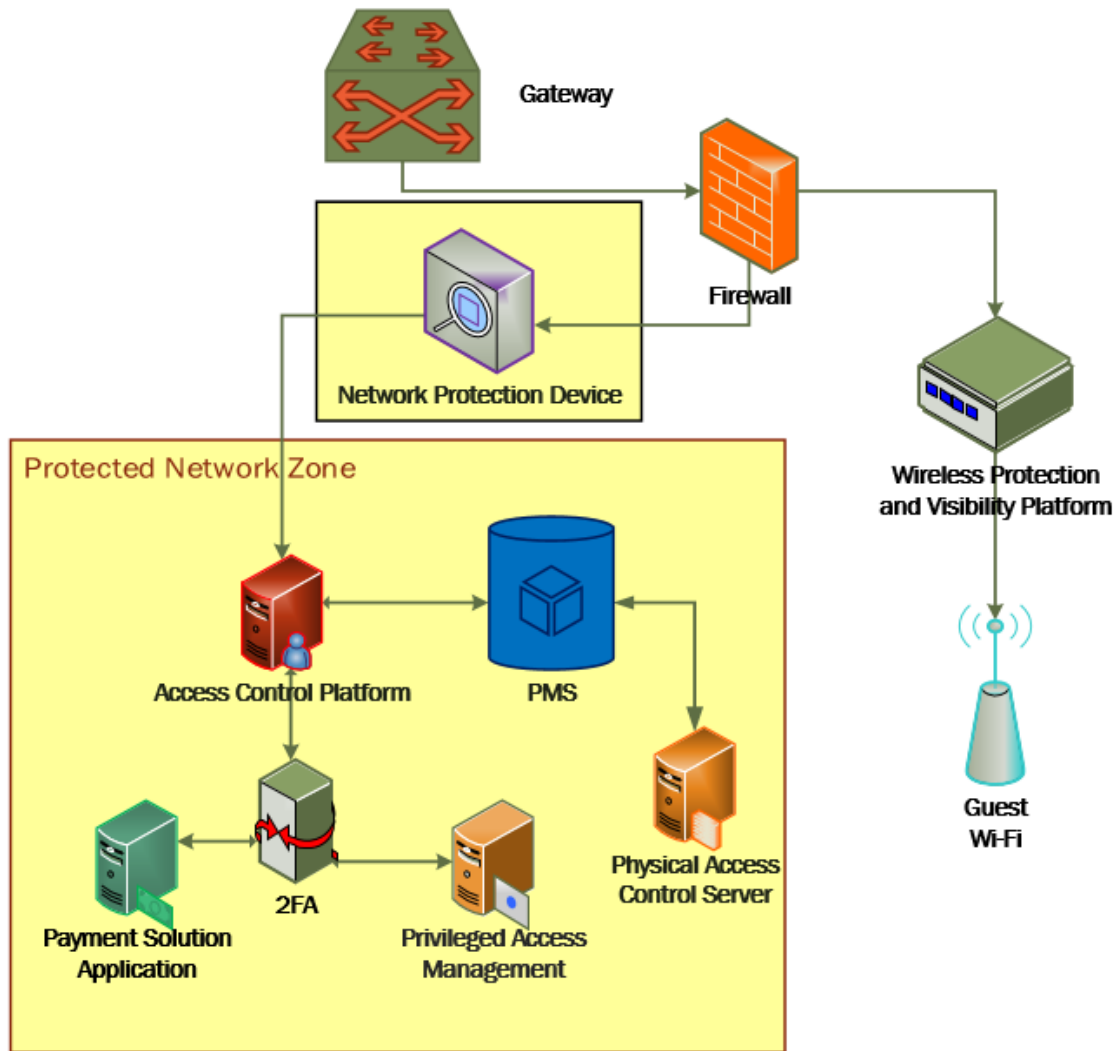 Gateway
Firewall
Network Protection Device
Wireless Protection
and Visibility Platform
Protected Network Zone
Access Control Platform
PMS
Guest
Wi-Fi
Physical Access
Control Server
2FA
Payment Solution
Application
Privileged Access
Management